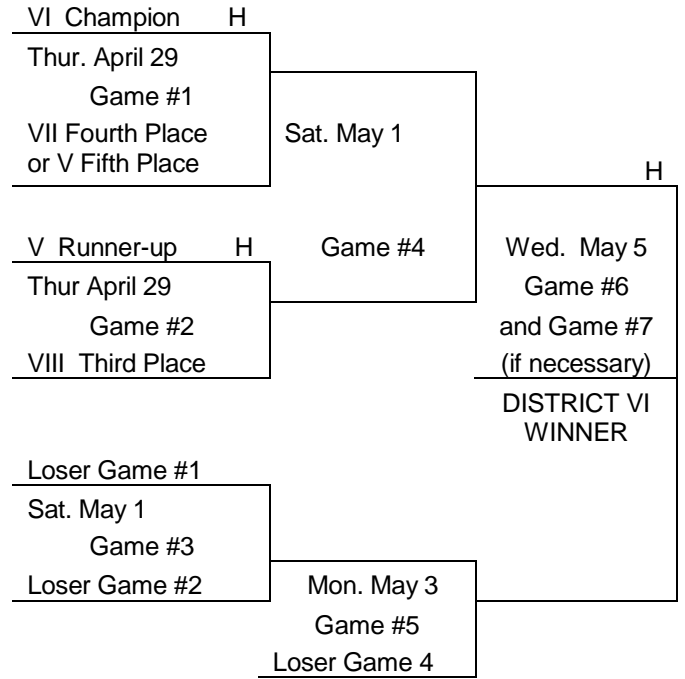 VI Champion H
Thur. April 29
Game #1
VII Fourth Place
or V Fifth Place
Sat. May 1
H
V Runner-up H
Game #4
Wed. May 5
Thur April 29
Game #6
Game #2
and Game #7
VIII Third Place
(if necessary)
DISTRICT VI
WINNER
Loser Game #1
Sat. May 1
Game #3
Loser Game #2
Mon. May 3
Game #5
Loser Game 4